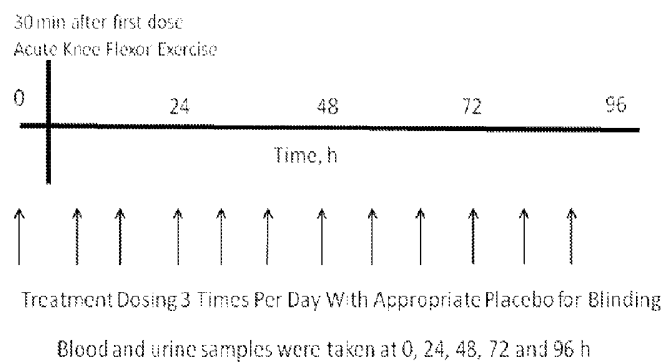 30 min after first dose
Acute Knee Flexor Exercise
0 24 48 72 96
Time, h
Treatment Dosing 3 Times Per Day With Appropriate Placebo for Blinding
Blood and urine samples were taken at 0, 24, 48, 72 and 96 h